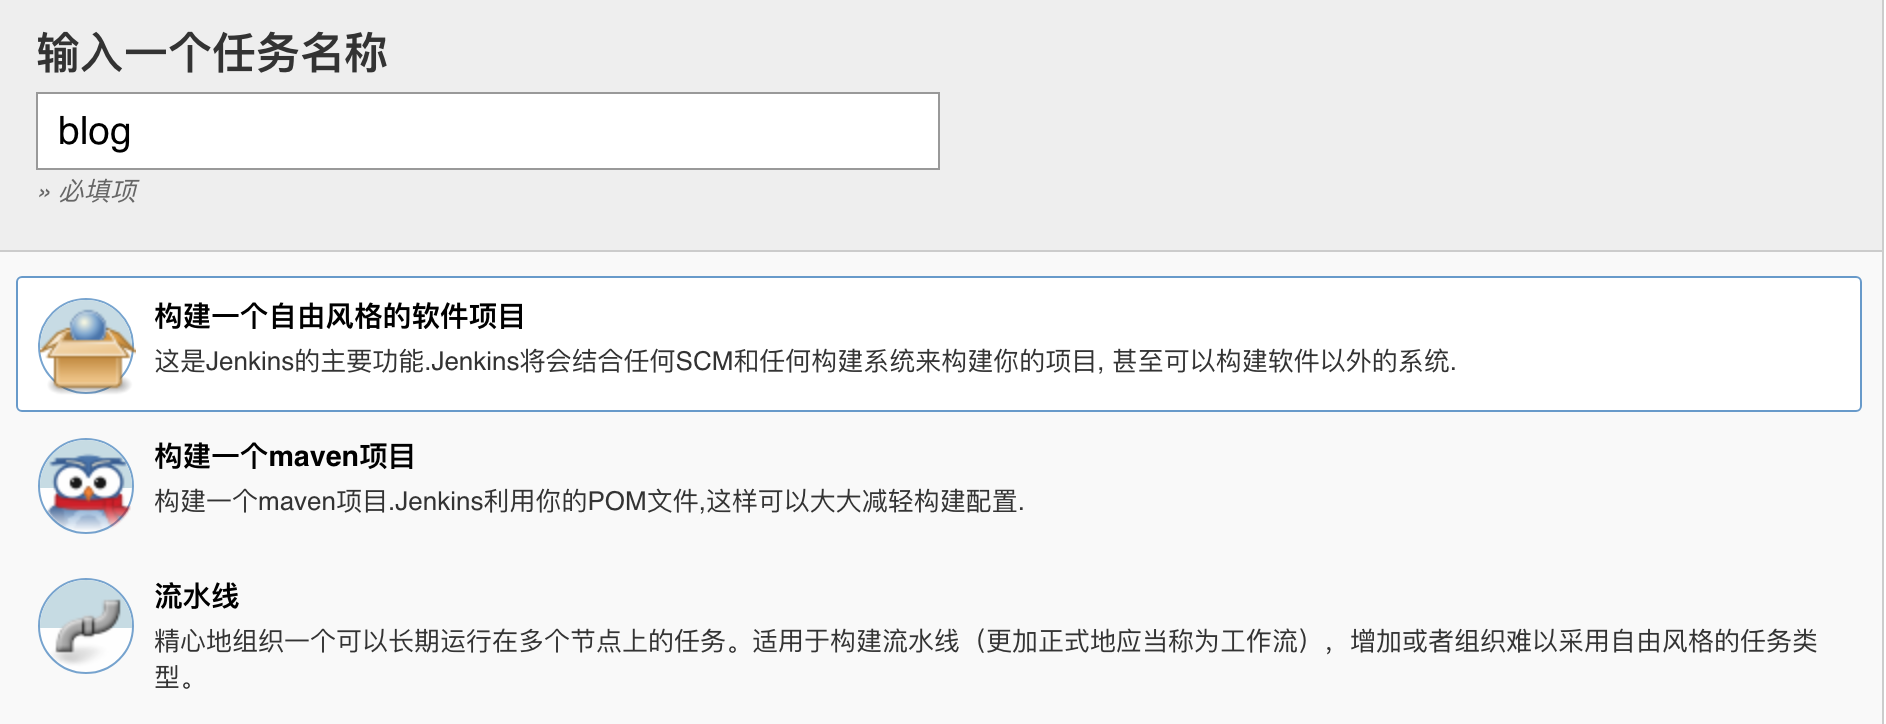 输入一个任务名称
blog
» 必填项
构建一个自由风格的软件项目
这是Jenkins的主要功能.Jenkins将会结合任何SCM和任何构建系统来构建你的项目, 甚至可以构建软件以外的系统.
构建一个maven项目
构建一个maven项目.Jenkins利用你的POM文件,这样可以大大减轻构建配置.
流水线
精心地组织一个可以长期运行在多个节点上的任务。适用于构建流水线（更加正式地应当称为工作流），增加或者组织难以采用自由风格的任务类
型。